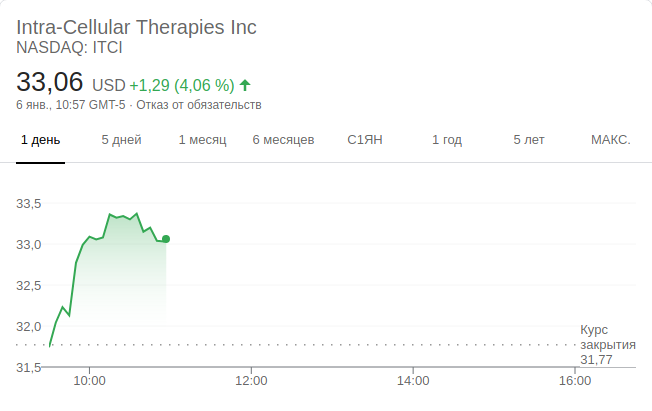 Intra-Cellular Therapies Inc
NASDAQ: ITCI
33,06 USD +1,29 (4,06 %)
6 янв., 10:57 GMT-5 · Отказ от обязательств
1 день 5 дней 1 месяц 6 месяцев С1ЯН 1 год 5 лет МАКС.
33,5
33,0
32,5
32,0
31,5
Курс
закрытия
31,77
10:00 12:00 14:00 16:00